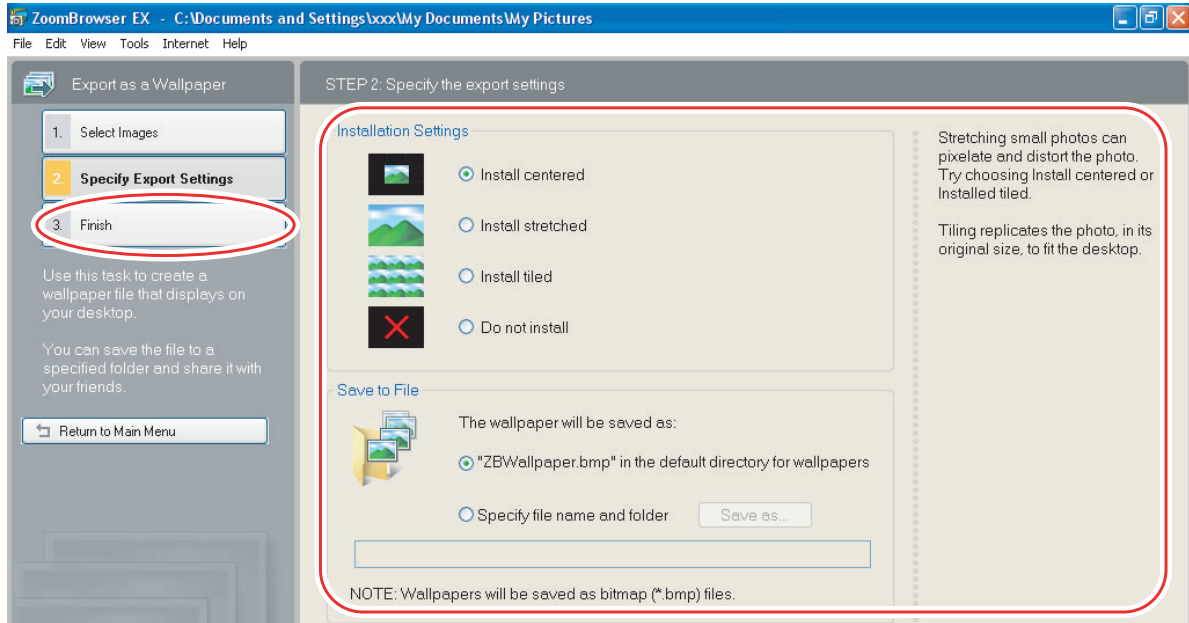 ZoomBrowser EX - C:\Documents and Settings\xxx\My Documents\My Pictures
File Edit View Tools Internet Help
Export as a Wallpaper
1. Select Images
2. Specify Export Settings
3. Finish
Use this task to create a
wallpaper file that displays on
your desktop.
You can save the file to a
specified folder and share it with
your friends.
Return to Main Menu
STEP 2: Specify the export settings
Installation Settings
Install centered
Install stretched
Install tiled
Do not install
Save to File
The wallpaper will be saved as:
"ZBWallpaper.bmp" in the default directory for wallpapers
Specify file name and folder
Save as...
NOTE: Wallpapers will be saved as bitmap (*.bmp) files.
Stretching small photos can
pixelate and distort the photo.
Try choosing Install centered or
Installed tiled.
Tiling replicates the photo, in its
original size, to fit the desktop.